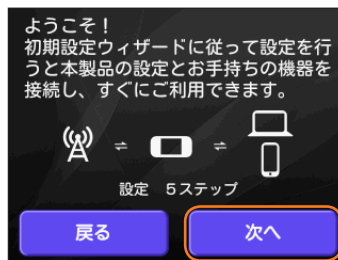 ようこそ！
初期設定ウィザードに従って設定を行
うと本製品の設定とお手持ちの機器を
接続し、すぐにご利用できます。
設定　5ステップ
戻る
次へ